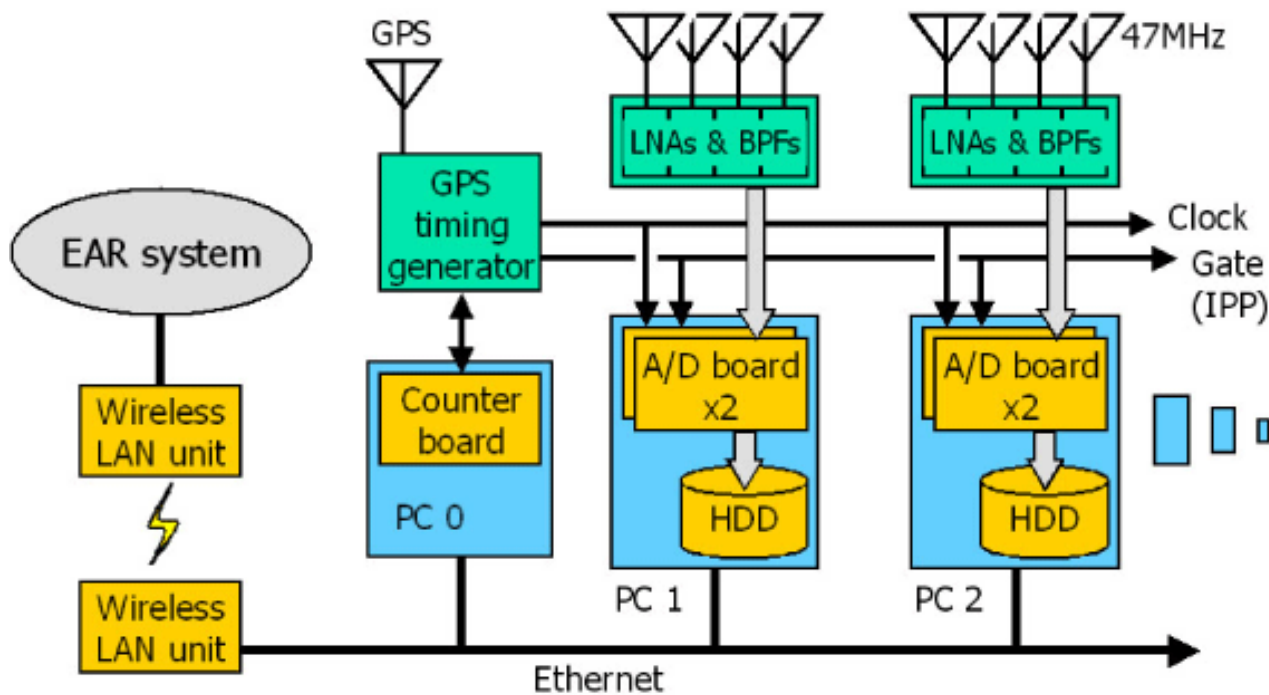 GPS
47MHz
LNAs & BPFs
LNAs & BPFs
GPS
timing
generator
Clock
Gate
(IPP)
EAR system
A/D board
x2
A/D board
x2
Counter
board
Wireless
LAN unit
HDD
HDD
PC 0
PC 1
PC 2
Wireless
LAN unit
Ethernet